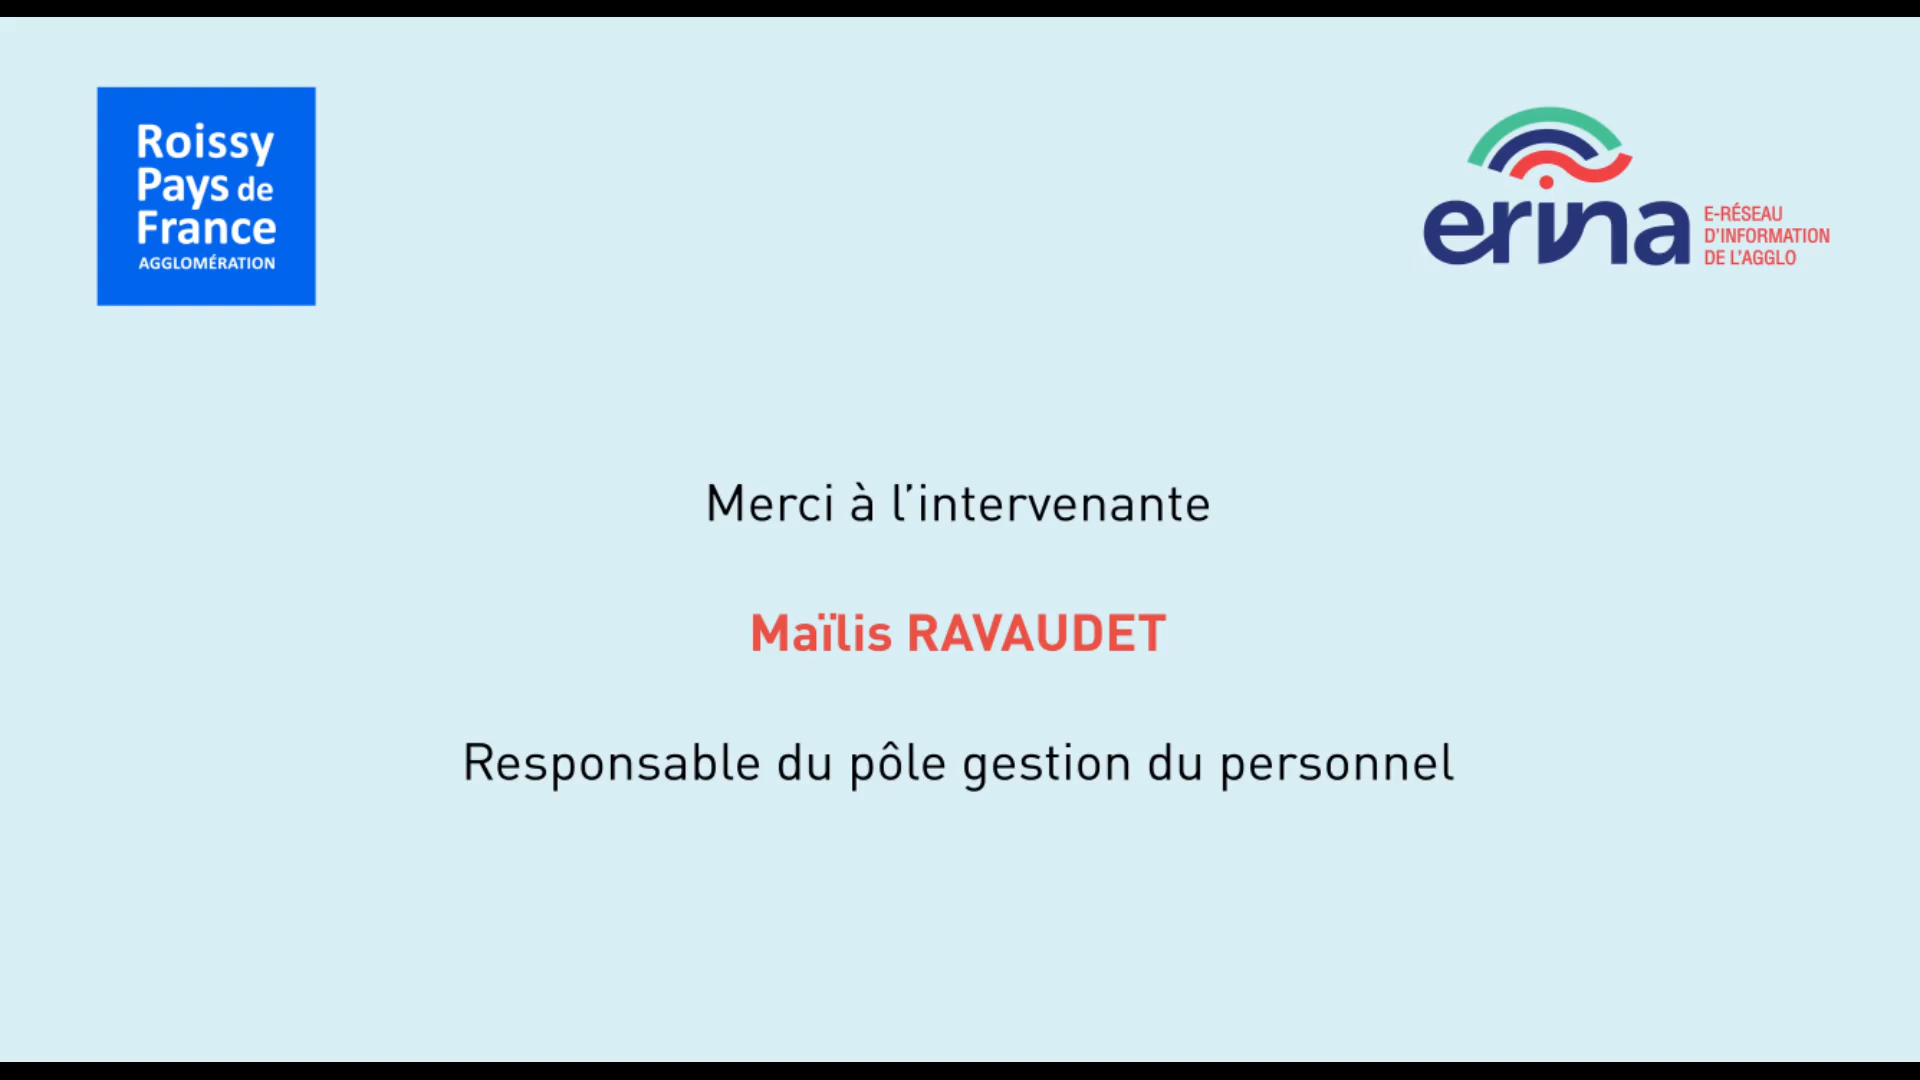 Roissy
Pays de
France
AGGLOMÉRATION
erina
E-RÉSEAU
D'INFORMATION
DE L'AGGLO
Merci à l'intervenante
Maïlis RAVAUDET
Responsable du pôle gestion du personnel